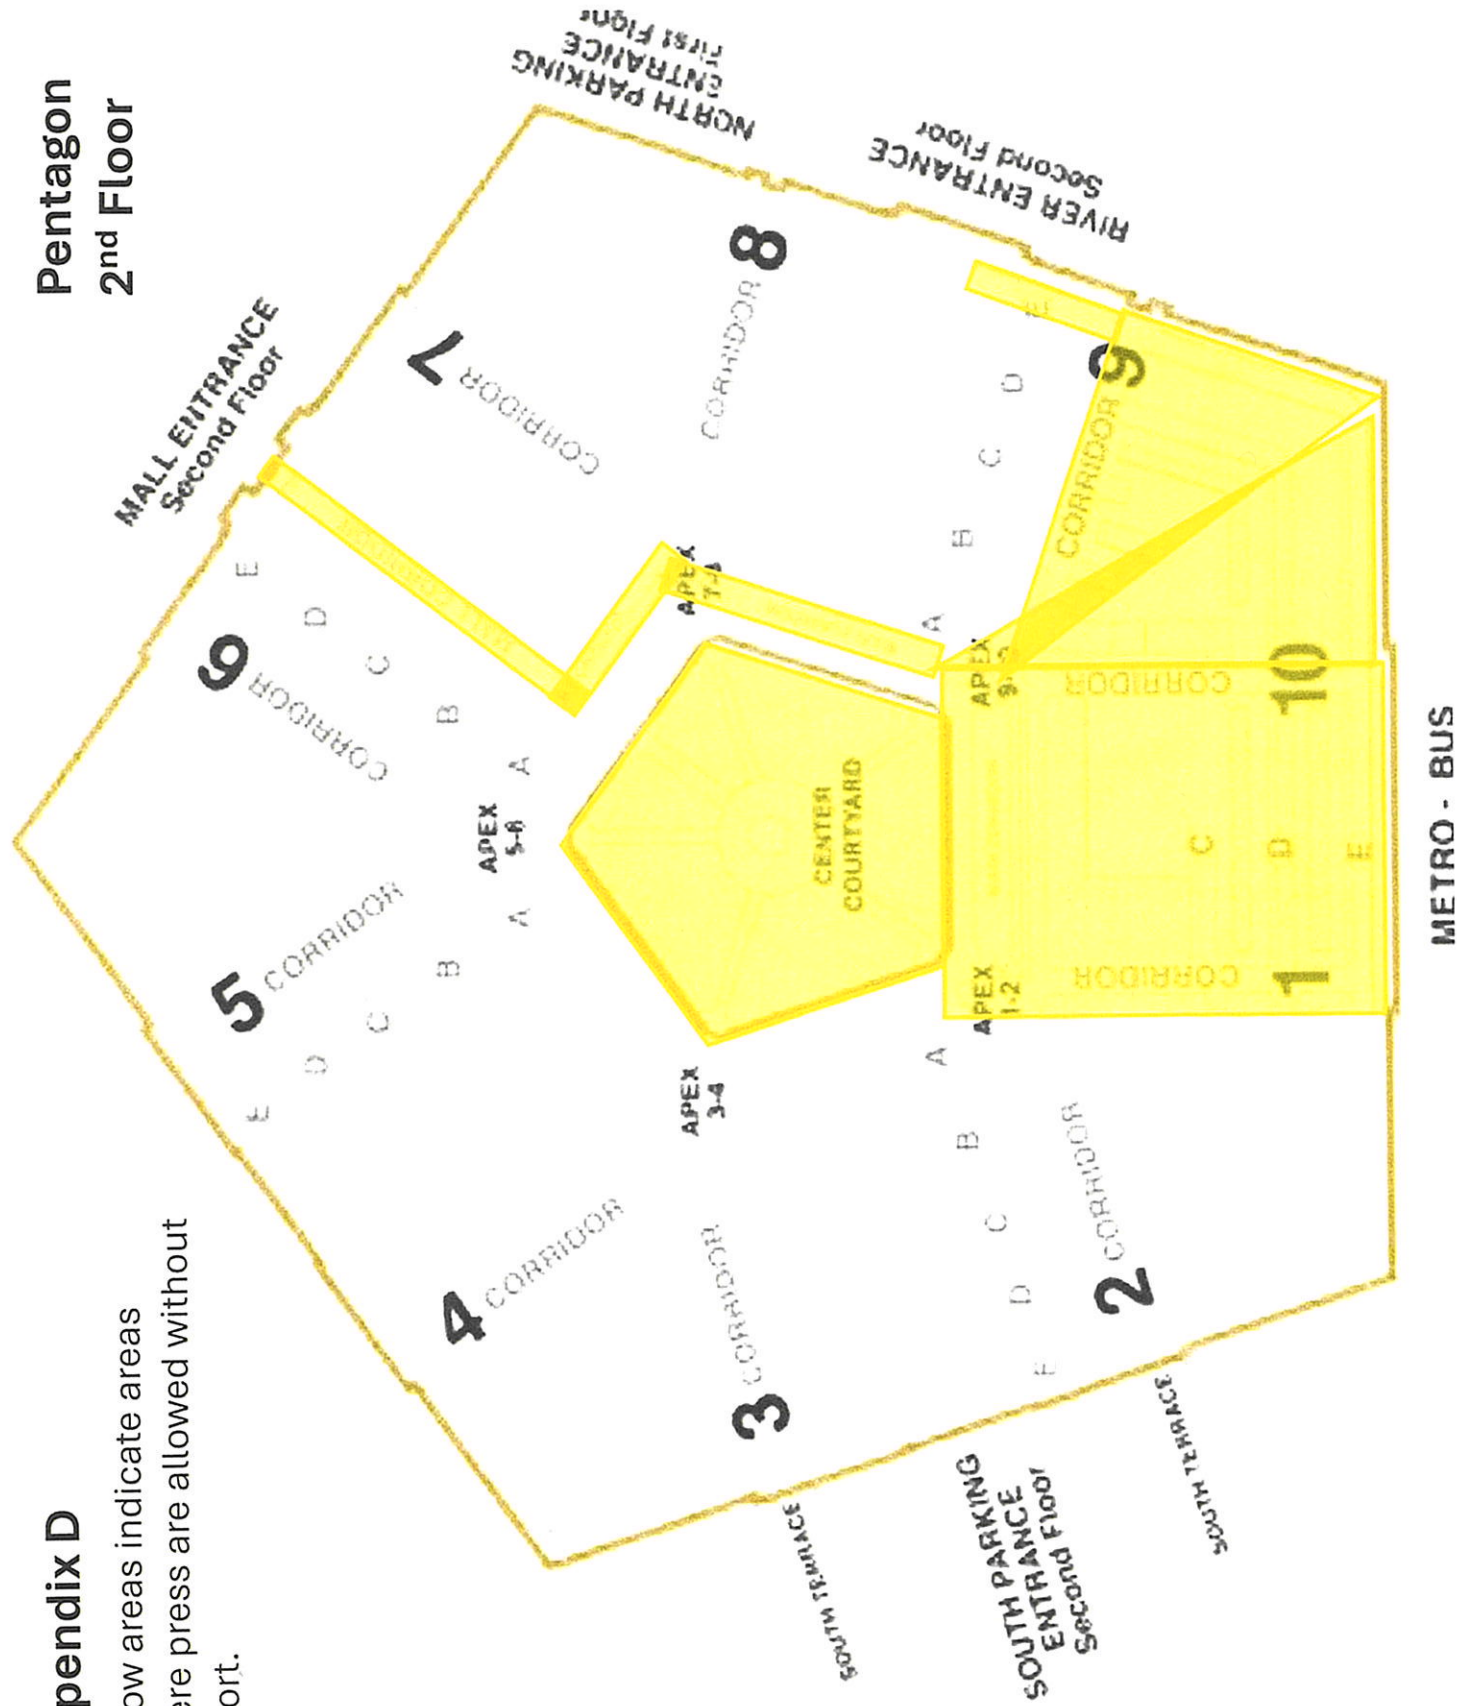 pendix D
ow areas indicate areas
ere press are allowed without
ort.
Pentagon
2nd Floor
MALL ENTRANCE
Second Floor
NORTH PARKING
ENTRANCE
First Floor
RIVER ENTRANCE
Second Floor
5
CORRIDOR
6
CORRIDOR
4
CORRIDOR
7
CORRIDOR
3
CORRIDOR
8
CORRIDOR
2
CORRIDOR
9
CORRIDOR
1
CORRIDOR
10
CORRIDOR
E
D
C
B
A
E
D
C
B
A
APEX
5-6
APEX
3-4
APEX
7-8
CENTER
COURTYARD
APEX
1-2
APEX
A
B
C
D
E
A
B
C
D
E
C
D
E
SOUTH TERRACE
SOUTH PARKING
ENTRANCE
Second Floor
SOUTH TERRACE
METRO - BUS